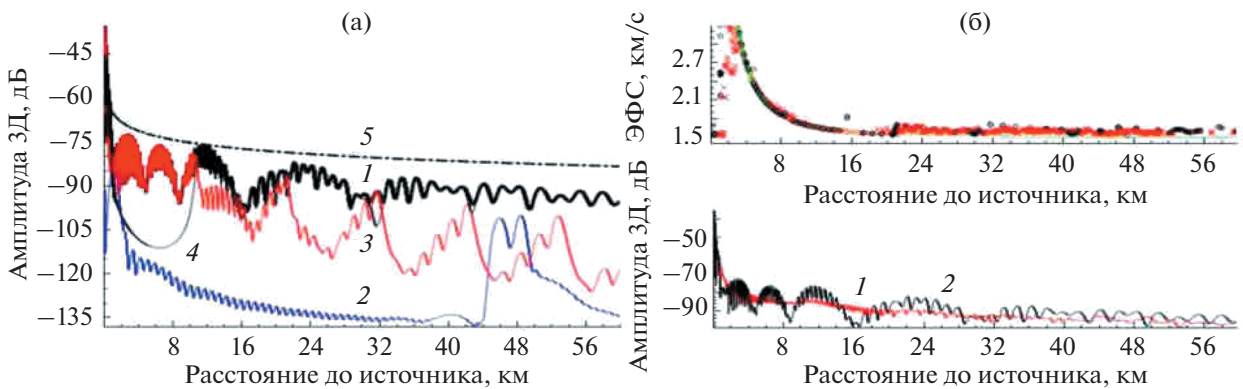 (а)
Амплитуда ЗД, дБ
−45
−60
−75
−90
−105
−120
−135
5
1
3
4
2
8 16 24 32 40 48 56
Расстояние до источника, км
(б)
ЭФС, км/с
2.7
2.1
1.5
8 16 24 32 40 48 56
Расстояние до источника, км
Амплитуда ЗД, дБ
−50
−70
−90
1 2
8 16 24 32 40 48 56
Расстояние до источника, км